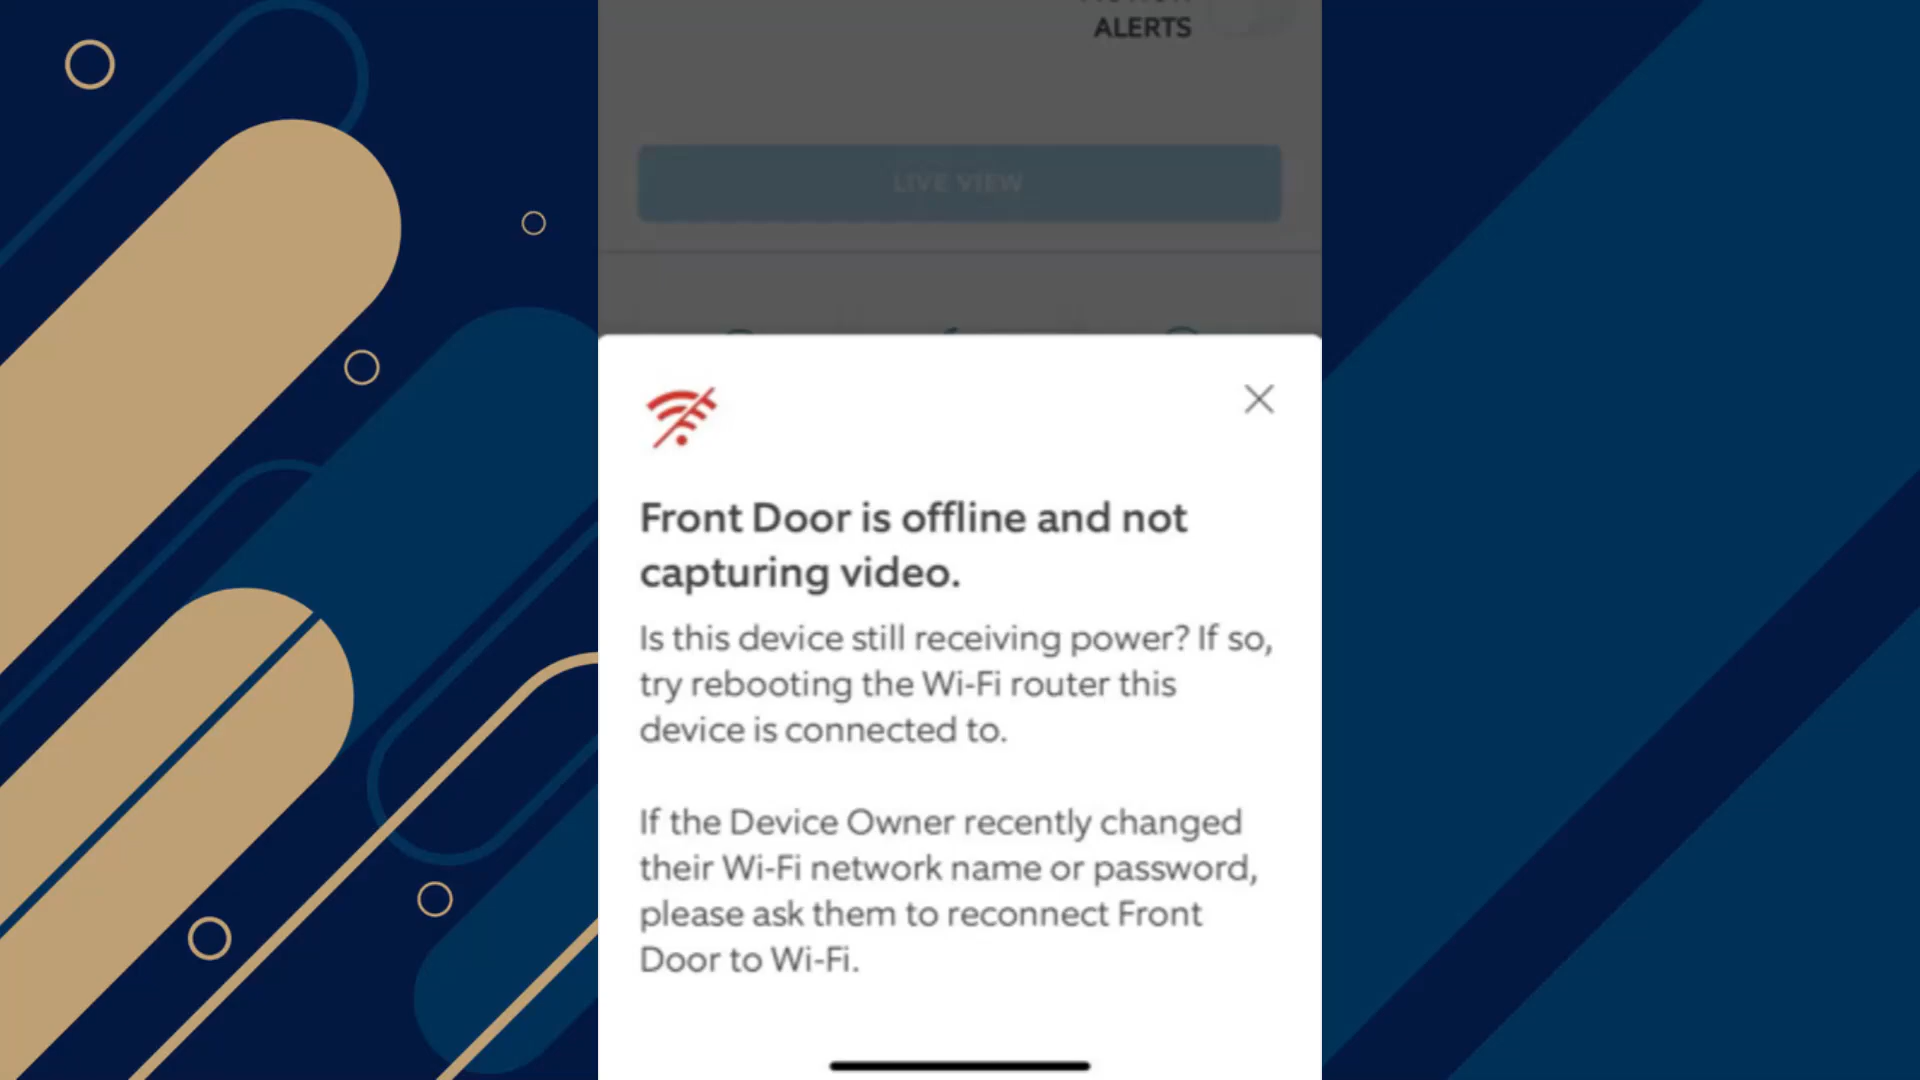 ALERTS
LIVE VIEW
Front Door is offline and not
capturing video.
Is this device still receiving power? If so,
try rebooting the Wi-Fi router this
device is connected to.
If the Device Owner recently changed
their Wi-Fi network name or password,
please ask them to reconnect Front
Door to Wi-Fi.